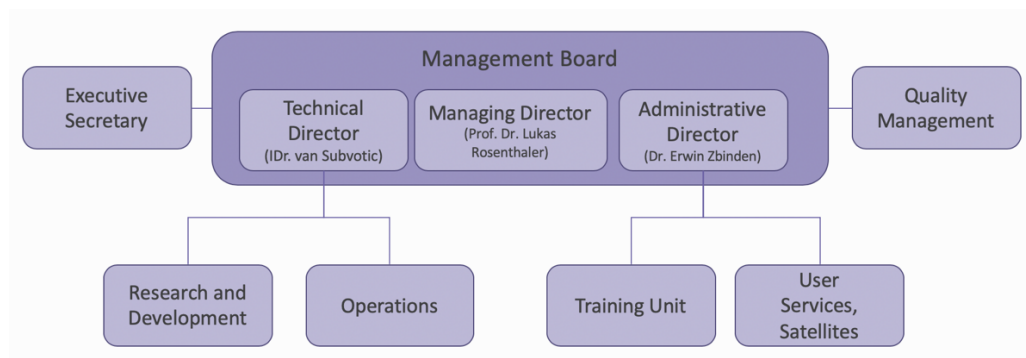 Management Board
Executive
Secretary
Technical
Director
(IDr. van Subvotic)
Managing Director
(Prof. Dr. Lukas
Rosenthaler)
Administrative
Director
(Dr. Erwin Zbinden)
Quality
Management
Research and
Development
Operations
Training Unit
User
Services,
Satellites